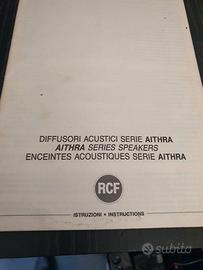 DIFFUSORI ACUSTICI SERIE AITHRA
AITHRA SERIES SPEAKERS
ENCEINTES ACOUSTIQUES SERIE AITHRA
RCF
ISTRUZIONI • INSTRUCTIONS
subito